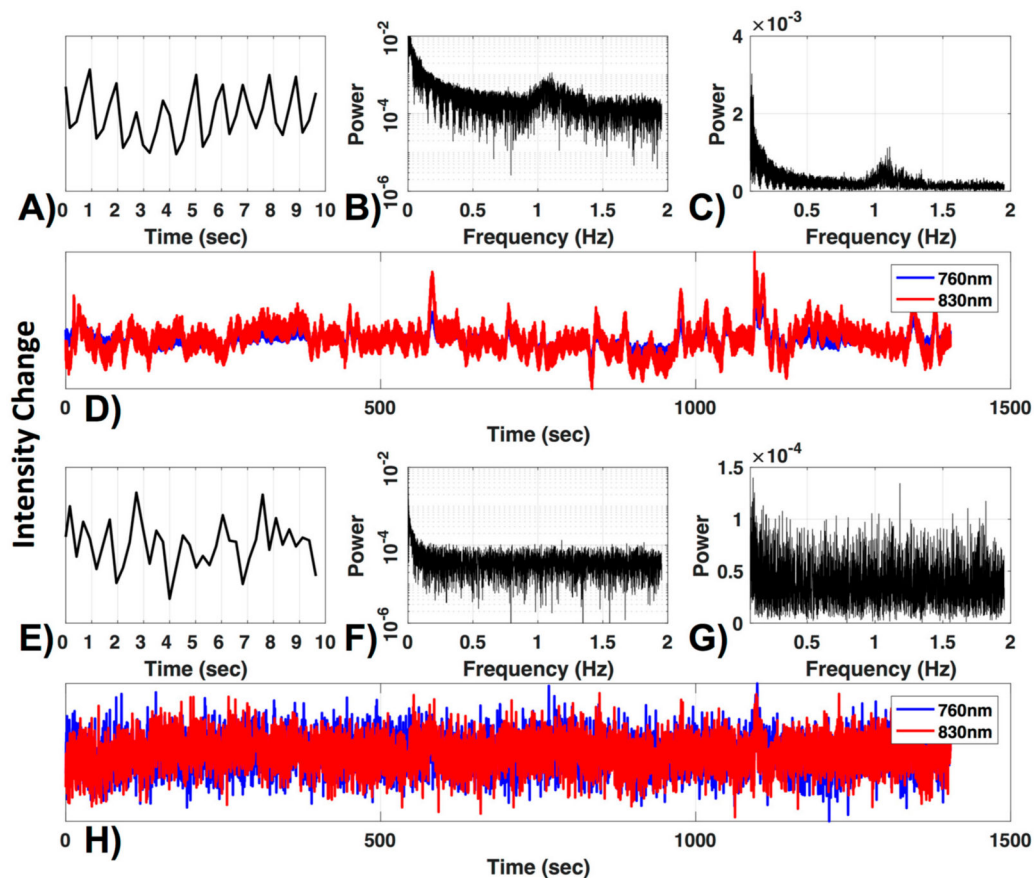 A)
0 1 2 3 4 5 6 7 8 9 10
Time (sec)
B)
Power
10-2
10-4
10-6
0 0.5 1 1.5 2
Frequency (Hz)
C)
×10-3
Power
4
2
0
0 0.5 1 1.5 2
Frequency (Hz)
Intensity Change
760nm
830nm
D)
0 500 1000 1500
Time (sec)
E)
0 1 2 3 4 5 6 7 8 9 10
Time (sec)
F)
Power
10-2
10-4
10-6
0 0.5 1 1.5 2
Frequency (Hz)
G)
×10-4
Power
1.5
1
0.5
0
0.5 1 1.5 2
Frequency (Hz)
760nm
830nm
H)
0 500 1000 1500
Time (sec)